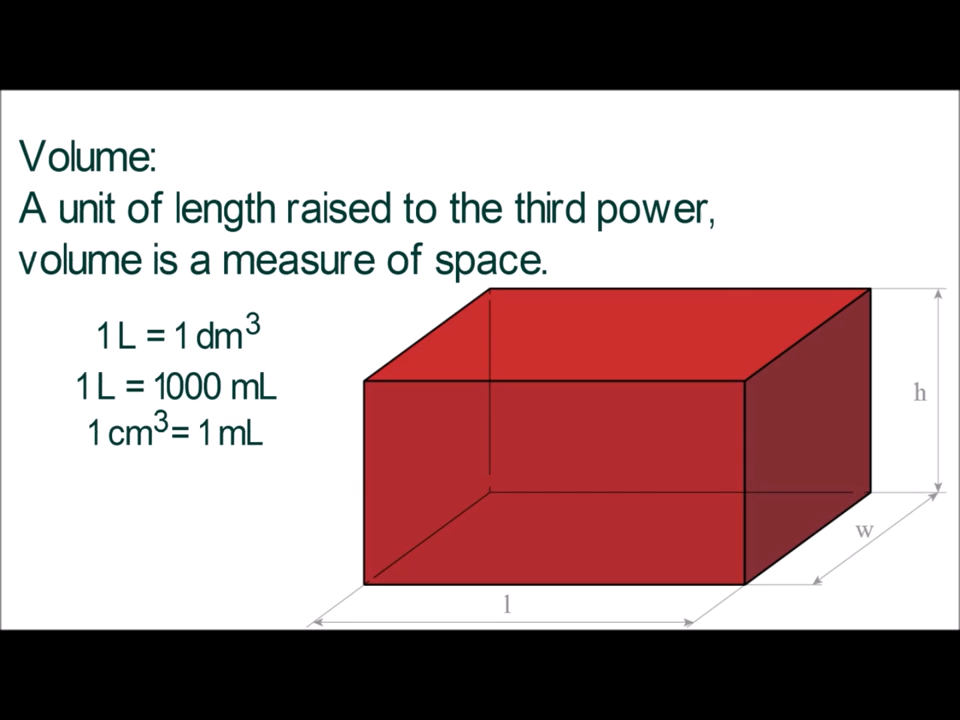 Volume:
A unit of length raised to the third power,
volume is a measure of space.
1 L = 1 dm³
1 L = 1000 mL
1 cm³ = 1 mL
h
w
l